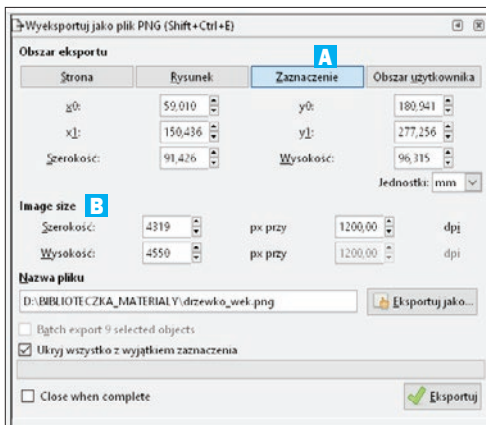 Wyeksportuj jako plik PNG (Shift+Ctrl+E)
Obszar eksportu
A
Strona Rysunek Zaznaczenie Obszar użytkownika
x0: 59,010 y0: 180,941
x1: 150,436 y1: 277,256
Szerokość: 91,426 Wysokość: 96,315
Jednostki: mm
Image size B
Szerokość: 4319 px przy 1200,00 dpi
Wysokość: 4550 px przy 1200,00 dpi
Nazwa pliku
D:\BIBLIOTECZKA_MATERIALY\drzewko_wek.png Eksportuj jako...
Batch export 9 selected objects
Ukryj wszystko z wyjątkiem zaznaczenia
Close when complete Eksportuj